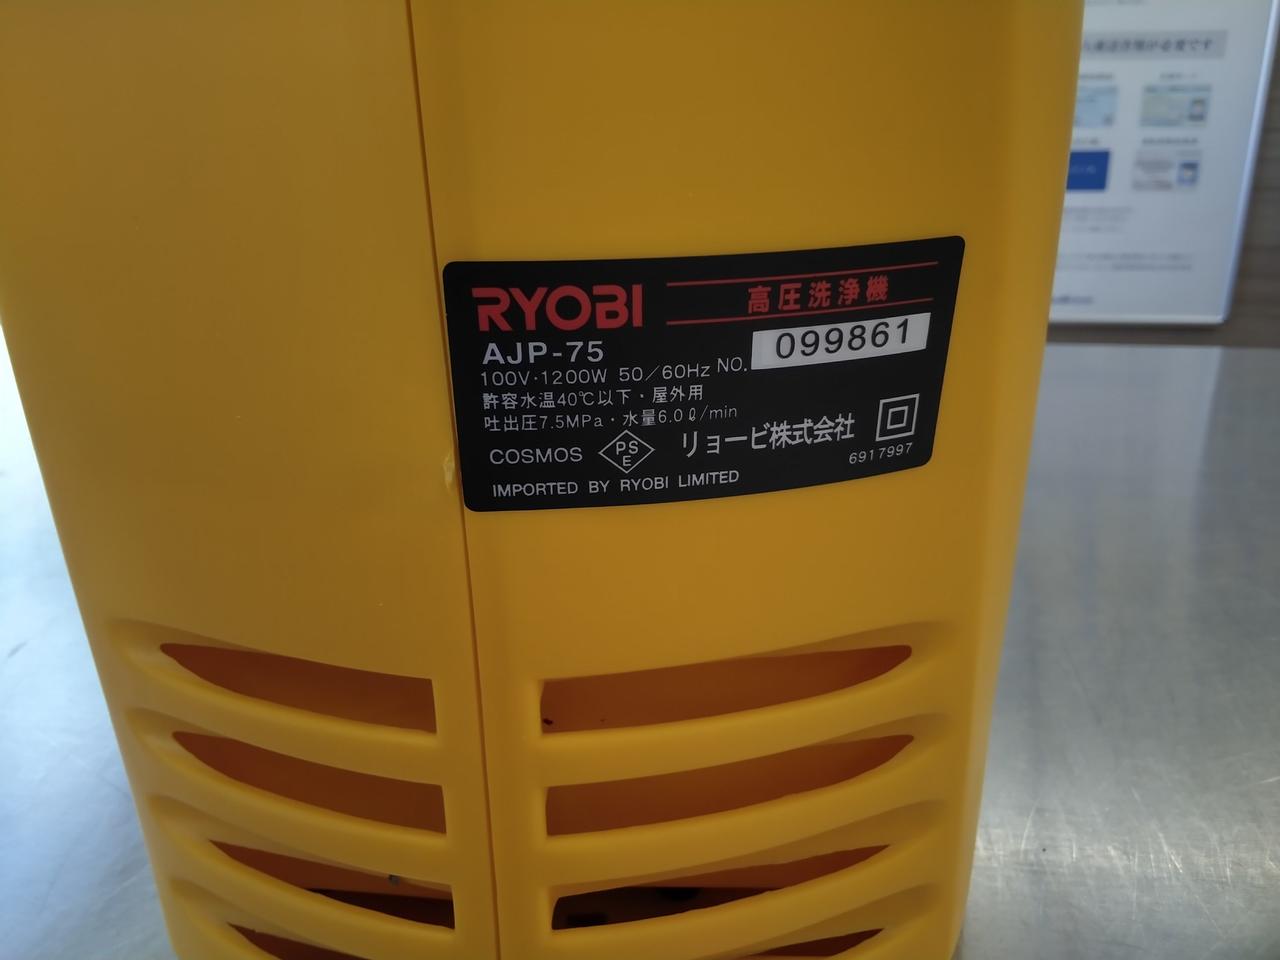 RYOBI 高圧洗浄機
AJP-75
100V·1200W 50/60Hz NO. 099861
許容水温40℃以下・屋外用
吐出圧7.5MPa・水量6.0ℓ/min
COSMOS PSE リョービ株式会社
6917997
IMPORTED BY RYOBI LIMITED